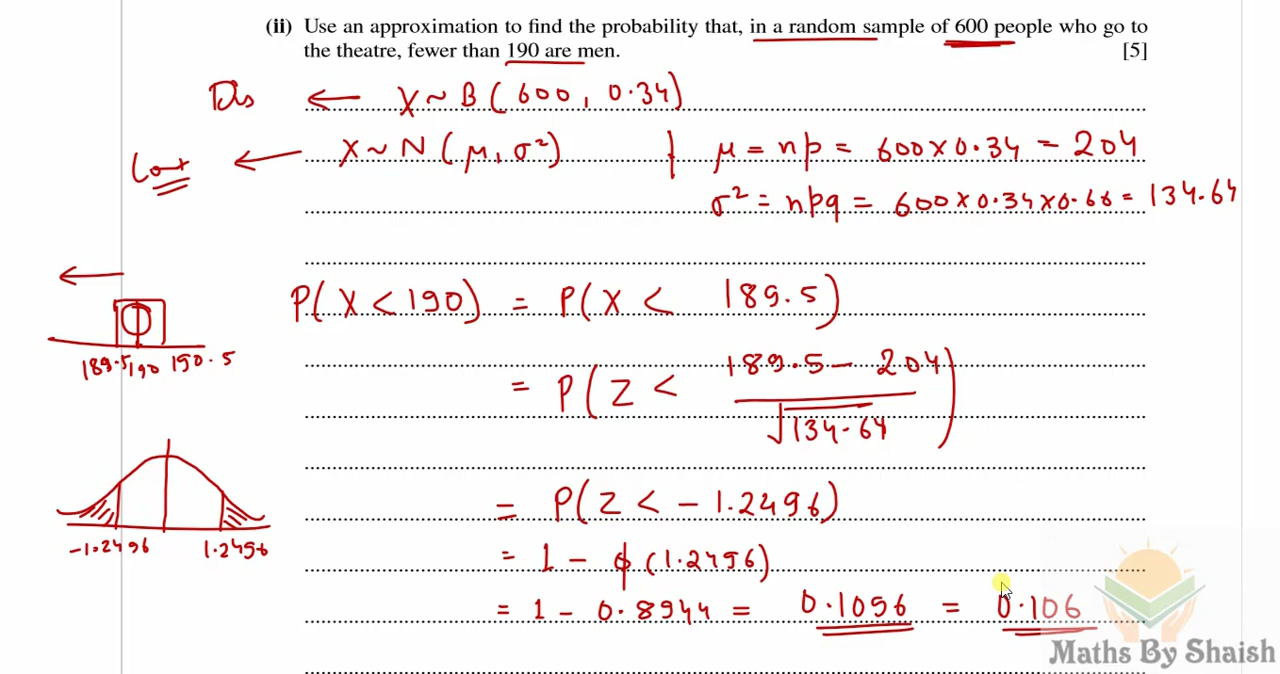 (ii) Use an approximation to find the probability that, in a random sample of 600 people who go to
the theatre, fewer than 190 are men. [5]
Dis ← X ~ B ( 600 , 0.34)
Cont ← X ~ N ( μ, σ²) } μ = np = 600 × 0.34 = 204
σ² = npq = 600 × 0.34 × 0.66 = 134.64
P( X < 190) = P( X < 189.5)
189.5 190 190.5
= P( Z < (189.5 - 204) / √134.64 )
= P( Z < - 1.2496)
-1.2496 1.2496
= 1 - ϕ (1.2496)
= 1 - 0.8944 = 0.1056 = 0.106
Maths By Shaish